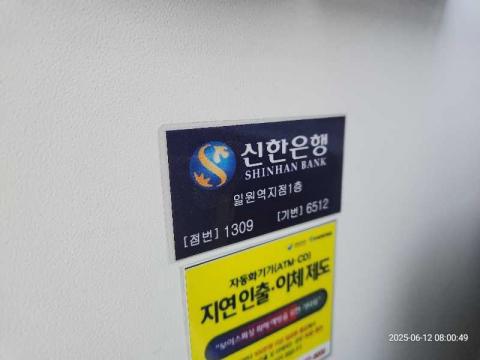 신한은행
SHINHAN BANK
일원역지점1층
[점번] 1309 [기번] 6512
자동화기기(ATM·CD)
지연 인출·이체 제도
2025-06-12 08:00:49